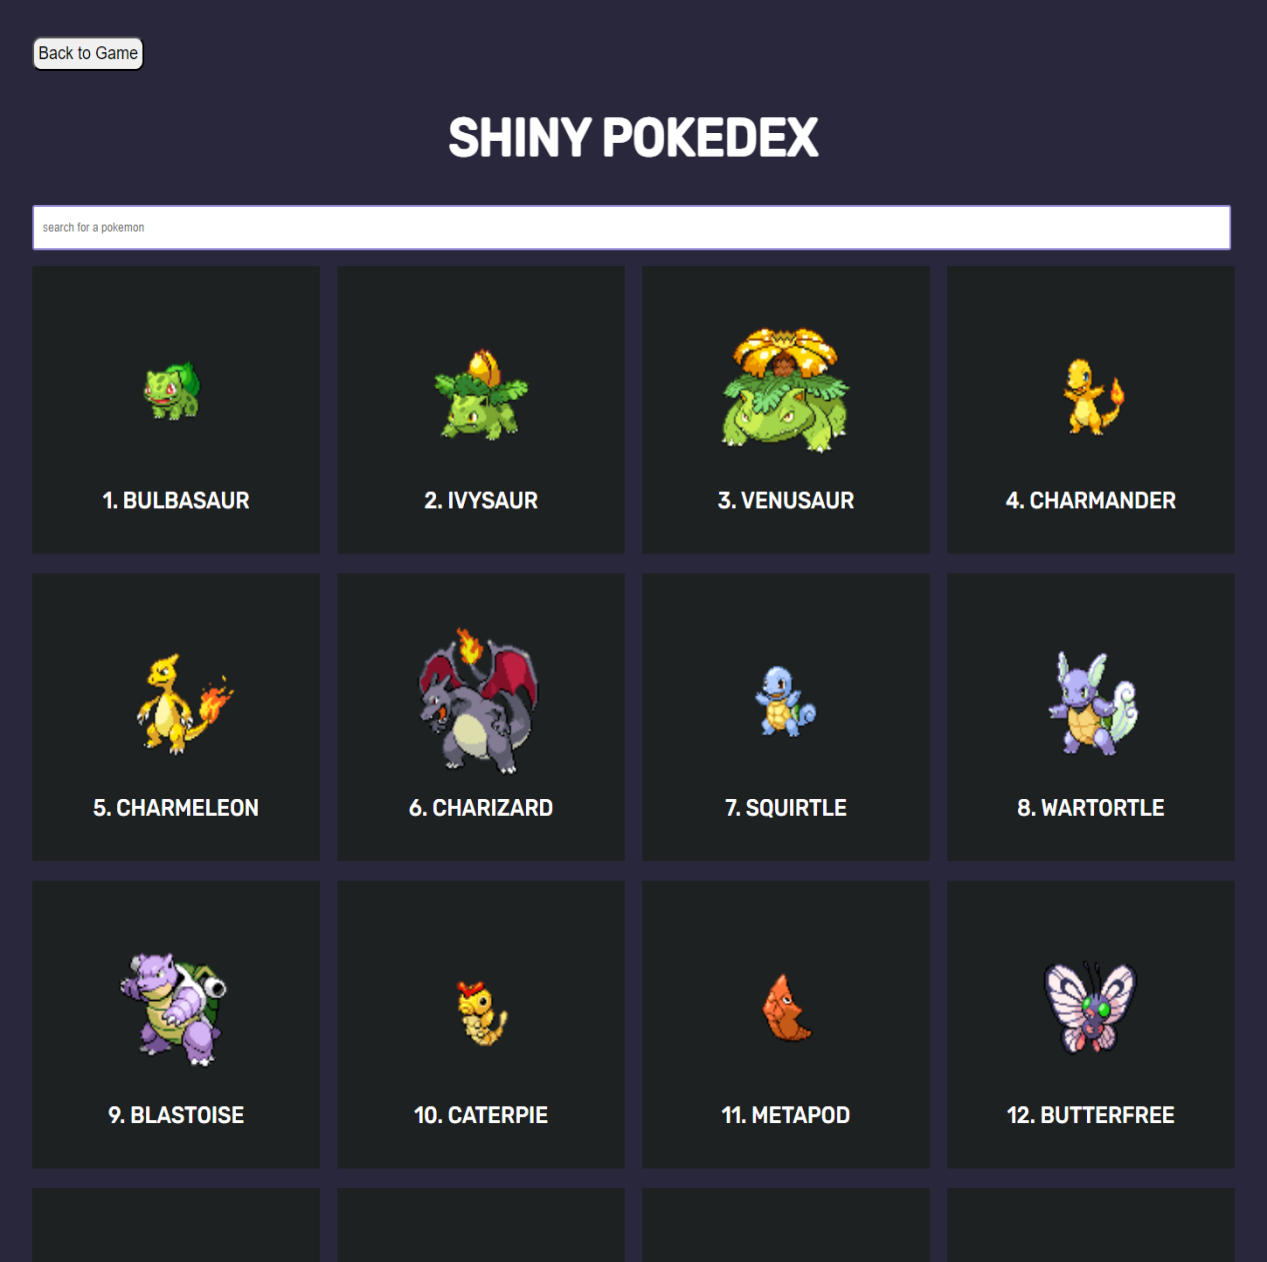 Back to Game
SHINY POKEDEX
search for a pokemon
1. BULBASAUR
2. IVYSAUR
3. VENUSAUR
4. CHARMANDER
5. CHARMELEON
6. CHARIZARD
7. SQUIRTLE
8. WARTORTLE
9. BLASTOISE
10. CATERPIE
11. METAPOD
12. BUTTERFREE